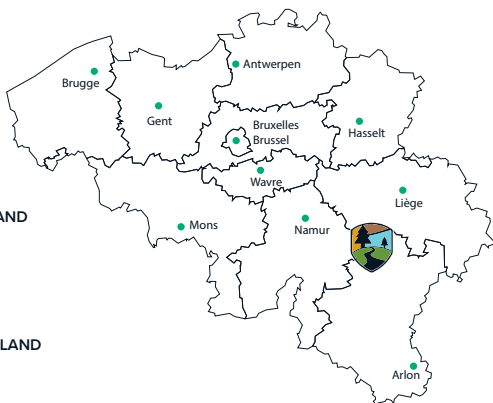 Antwerpen
Brugge
Gent
Bruxelles
Brussel
Hasselt
Wavre
Liège
AND
Mons
Namur
LAND
Arlon